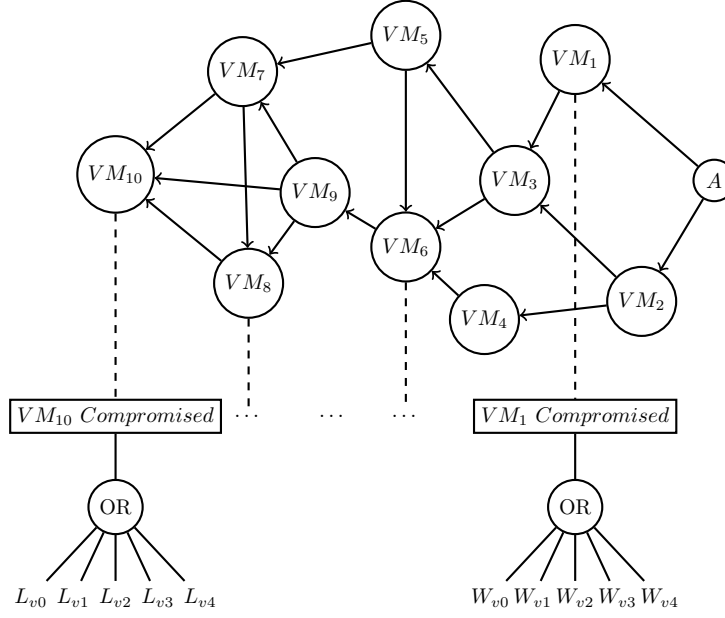 VM₅
VM₁
VM₇
VM₁₀
VM₃
A
VM₉
VM₆
VM₈
VM₂
VM₄
VM₁₀ Compromised ... ... ... VM₁ Compromised
OR OR
Lᵥ₀ Lᵥ₁ Lᵥ₂ Lᵥ₃ Lᵥ₄ Wᵥ₀ Wᵥ₁ Wᵥ₂ Wᵥ₃ Wᵥ₄